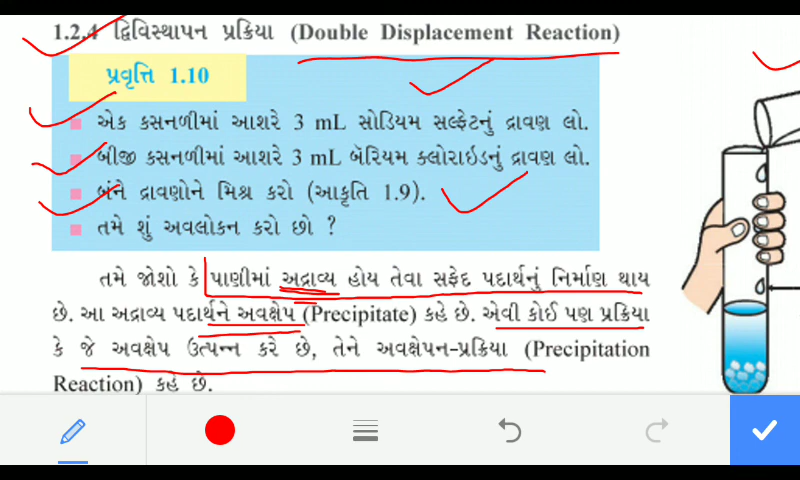 1.2.4 દ્વિવિસ્થાપન પ્રક્રિયા (Double Displacement Reaction)
પ્રવૃત્તિ 1.10
એક કસનળીમાં આશરે 3 mL સોડિયમ સલ્ફેટનું દ્રાવણ લો.
બીજી કસનળીમાં આશરે 3 mL બૅરિયમ ક્લોરાઇડનું દ્રાવણ લો.
બંને દ્રાવણોને મિશ્ર કરો (આકૃતિ 1.9).
તમે શું અવલોકન કરો છો ?
તમે જોશો કે પાણીમાં અદ્રાવ્ય હોય તેવા સફેદ પદાર્થનું નિર્માણ થાય
છે. આ અદ્રાવ્ય પદાર્થને અવક્ષેપ (Precipitate) કહે છે. એવી કોઈ પણ પ્રક્રિયા
કે જે અવક્ષેપ ઉત્પન્ન કરે છે, તેને અવક્ષેપન-પ્રક્રિયા (Precipitation
Reaction) કહે છે.